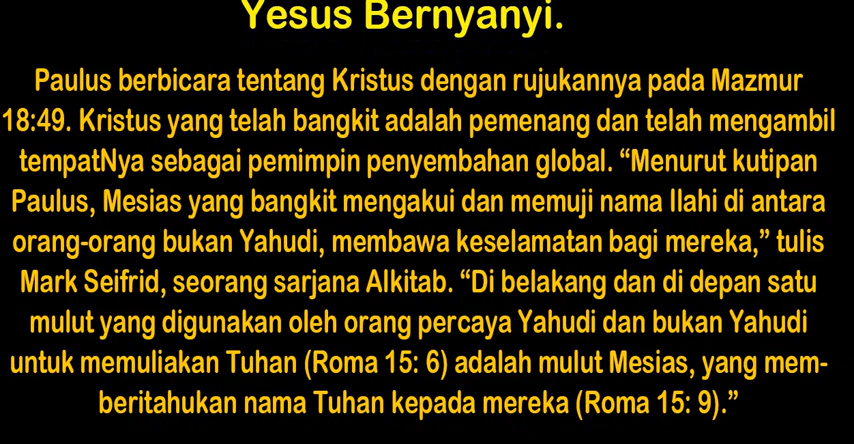 Yesus Bernyanyi.
Paulus berbicara tentang Kristus dengan rujukannya pada Mazmur
18:49. Kristus yang telah bangkit adalah pemenang dan telah mengambil
tempatNya sebagai pemimpin penyembahan global. “Menurut kutipan
Paulus, Mesias yang bangkit mengakui dan memuji nama Ilahi di antara
orang-orang bukan Yahudi, membawa keselamatan bagi mereka,” tulis
Mark Seifrid, seorang sarjana Alkitab. “Di belakang dan di depan satu
mulut yang digunakan oleh orang percaya Yahudi dan bukan Yahudi
untuk memuliakan Tuhan (Roma 15: 6) adalah mulut Mesias, yang mem-
beritahukan nama Tuhan kepada mereka (Roma 15: 9).”